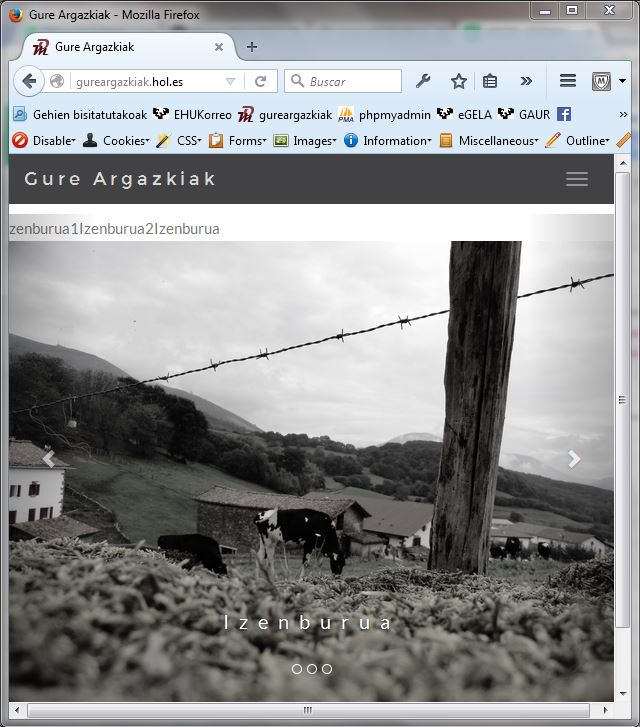 Gure Argazkiak - Mozilla Firefox
Gure Argazkiak
gureargazkiak.hol.es
Buscar
Gehien bisitatutakoak EHUKorreo gureargazkiak phpmyadmin eGELA GAUR
PMA
Disable Cookies CSS Forms Images Information Miscellaneous Outline
Gure Argazkiak
zenburua1Izenburua2Izenburua
Izenburua